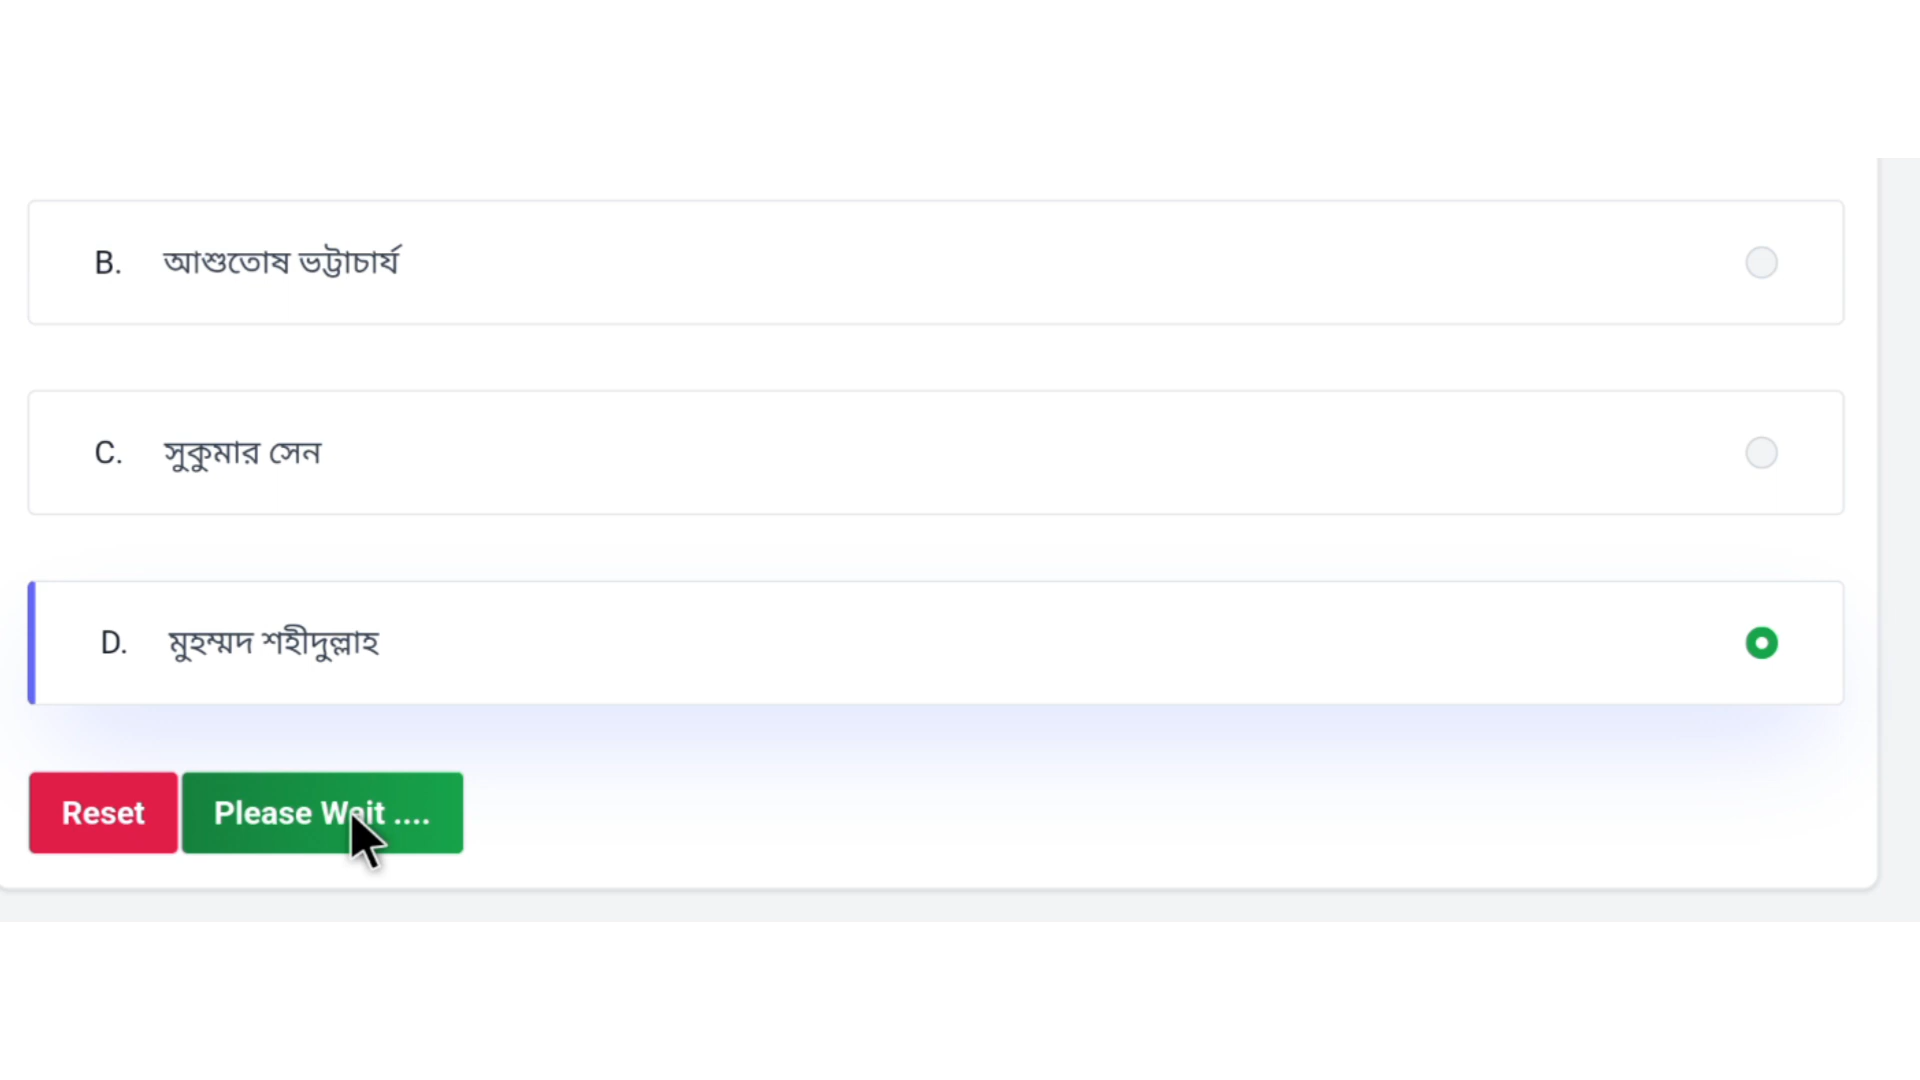 B. আশুতোষ ভট্টাচার্য
C. সুকুমার সেন
D. মুহম্মদ শহীদুল্লাহ
Reset Please Wait ....